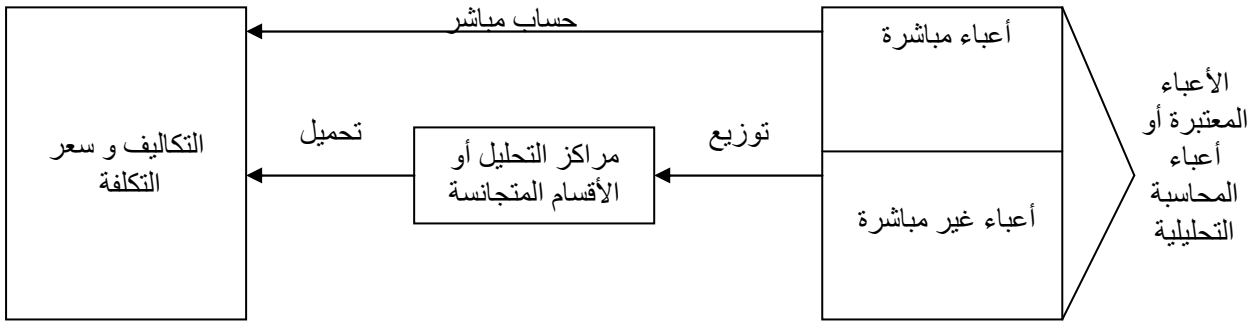 الأعباء
المعتبرة أو
أعباء
المحاسبة
التحليلية
أعباء مباشرة
أعباء غير مباشرة
حساب مباشر
توزيع
مراكز التحليل أو
الأقسام المتجانسة
تحميل
التكاليف و سعر
التكلفة